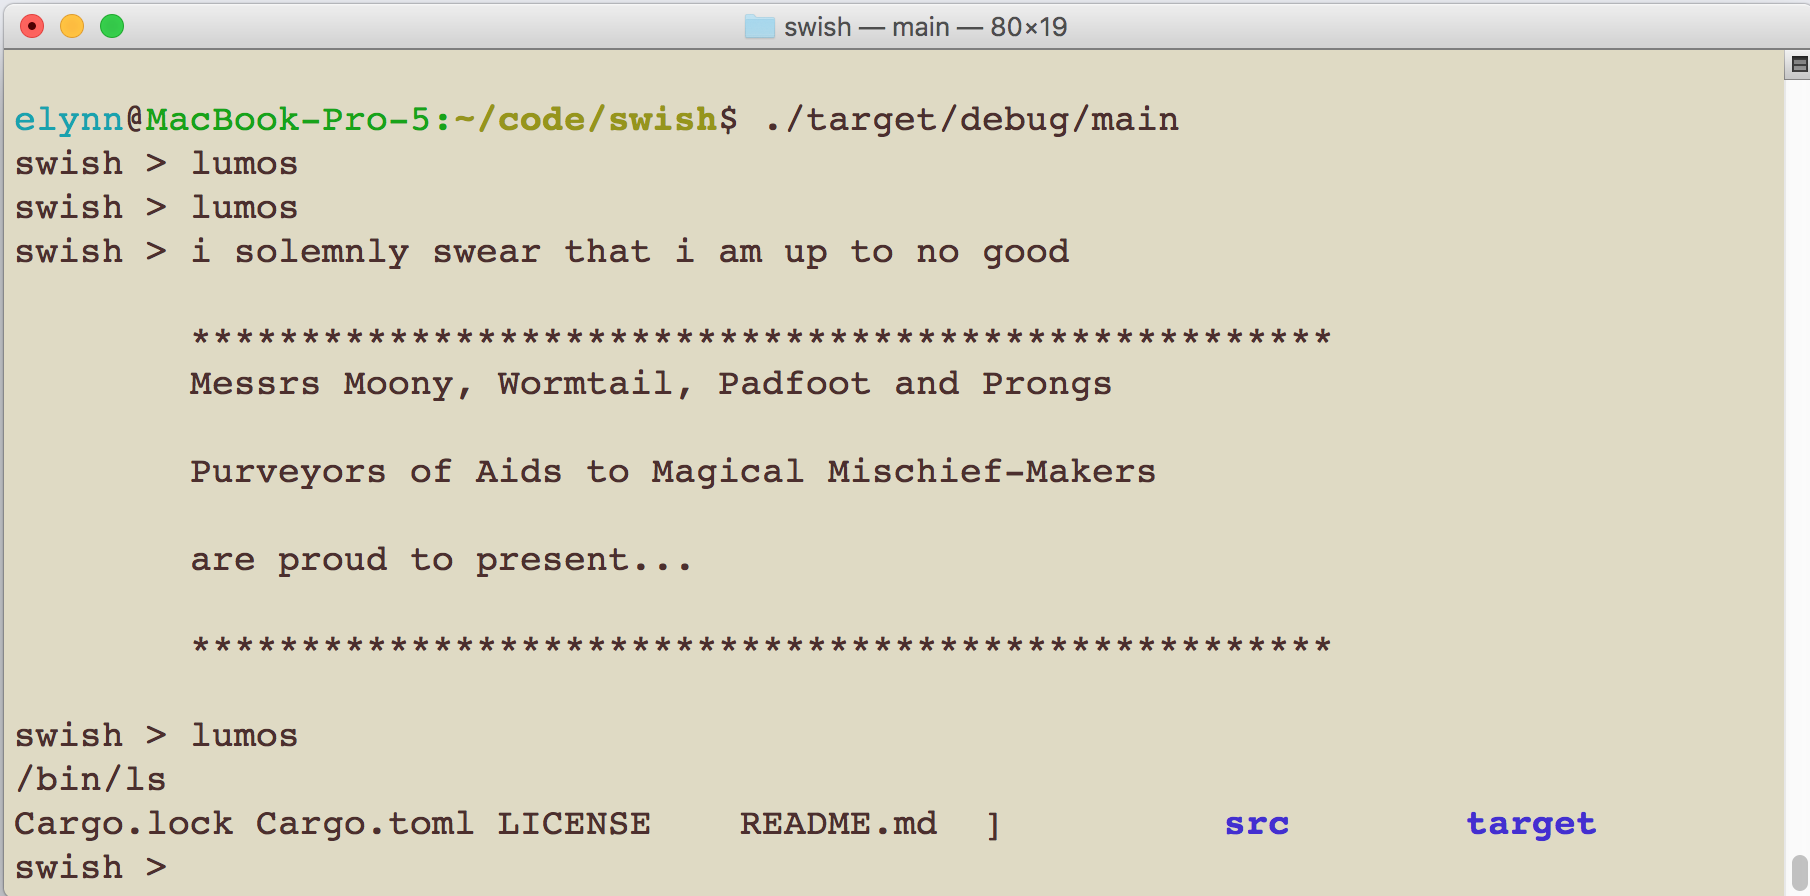 swish — main — 80×19
elynn@MacBook-Pro-5:~/code/swish$ ./target/debug/main
swish > lumos
swish > lumos
swish > i solemnly swear that i am up to no good
****************************************************
Messrs Moony, Wormtail, Padfoot and Prongs
Purveyors of Aids to Magical Mischief-Makers
are proud to present...
****************************************************
swish > lumos
/bin/ls
Cargo.lock Cargo.toml LICENSE    README.md  ]          src        target
swish >